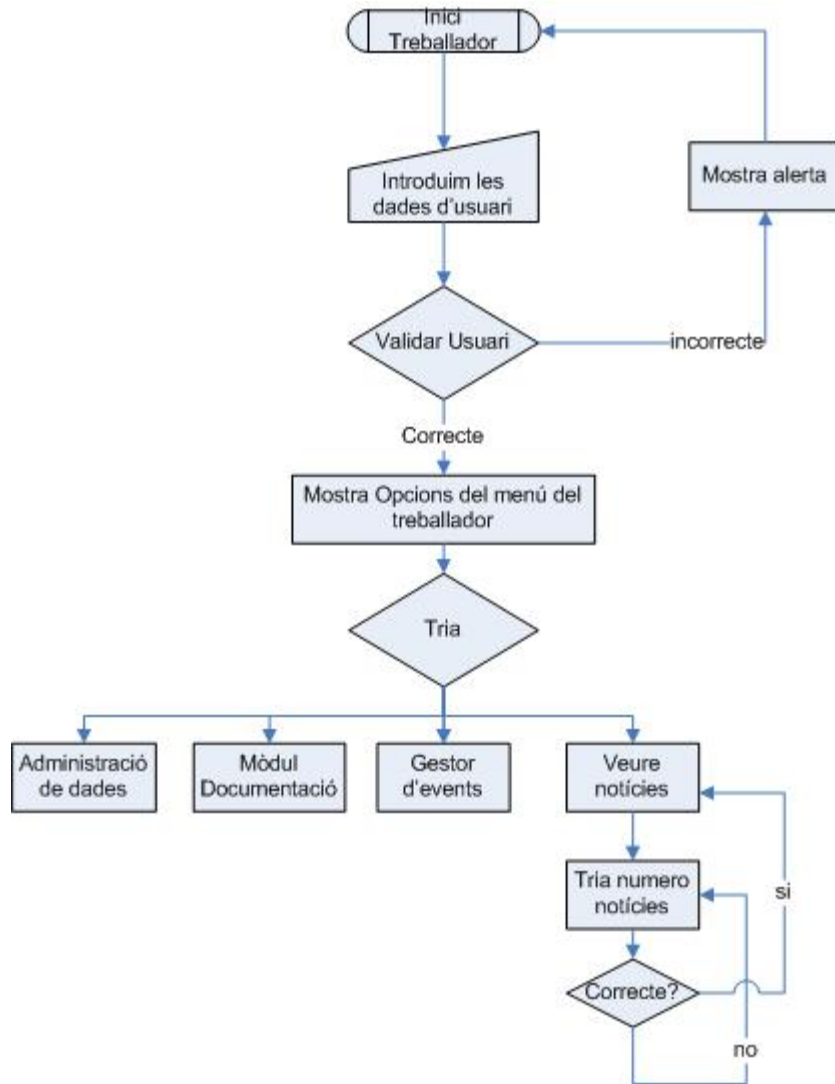 Inici
Treballador
Introduim les
dades d'usuari
Mostra alerta
Validar Usuari
incorrecte
Correcte
Mostra Opcions del menú del
treballador
Tria
Administració
de dades
Mòdul
Documentació
Gestor
d'events
Veure
notícies
Tria numero
notícies
si
Correcte?
no